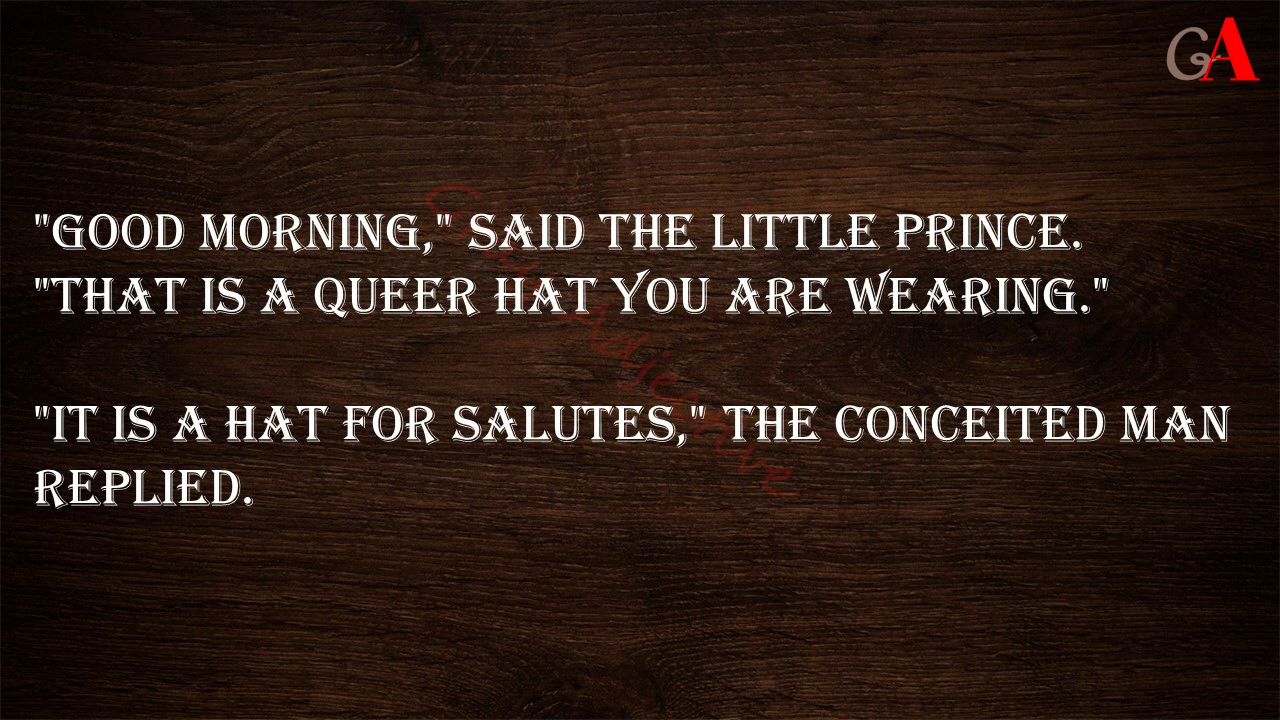 GA
"GOOD MORNING," SAID THE LITTLE PRINCE.
"THAT IS A QUEER HAT YOU ARE WEARING."
"IT IS A HAT FOR SALUTES," THE CONCEITED MAN
REPLIED.